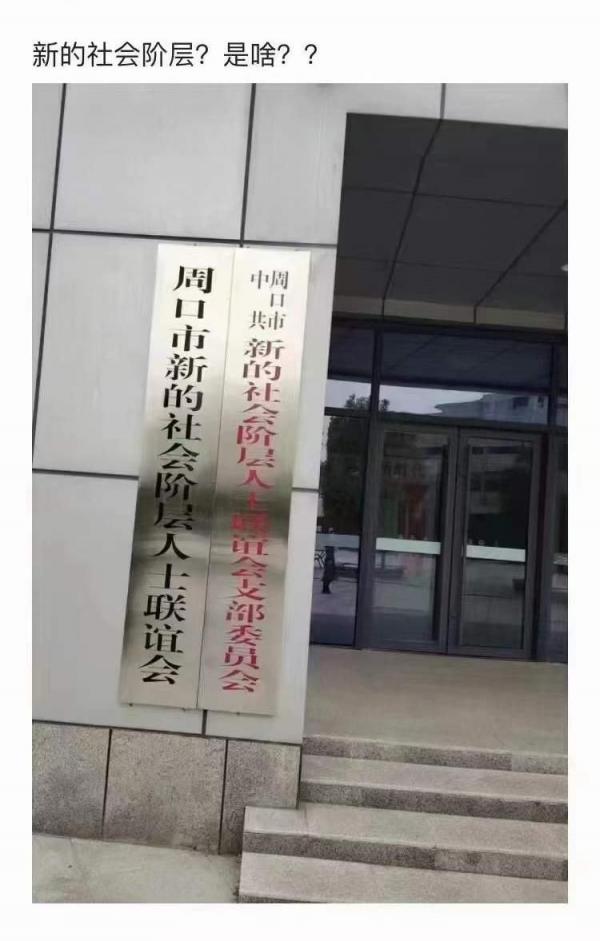 新的社会阶层？是啥？？
中共周口市新的社会阶层人士联谊会支部委员会
周口市新的社会阶层人士联谊会